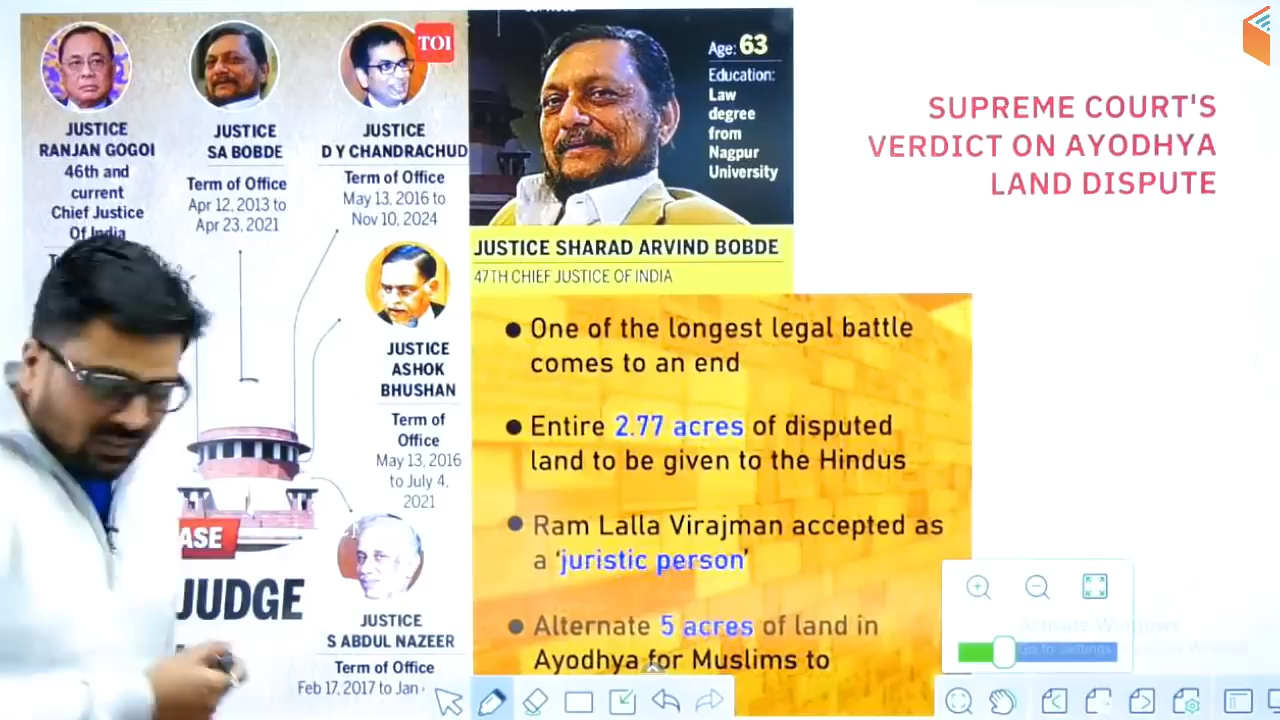 TOI
JUSTICE
RANJAN GOGOI
46th and
current
Chief Justice
Of India
JUSTICE
SA BOBDE
Term of Office
Apr 12, 2013 to
Apr 23, 2021
JUSTICE
D Y CHANDRACHUD
Term of Office
May 13, 2016 to
Nov 10, 2024
JUSTICE
ASHOK
BHUSHAN
Term of
Office
May 13, 2016
to July 4,
2021
ASE
JUDGE
JUSTICE
S ABDUL NAZEER
Term of Office
Feb 17, 2017 to Jan
Age: 63
Education:
Law
degree
from
Nagpur
University
JUSTICE SHARAD ARVIND BOBDE
47TH CHIEF JUSTICE OF INDIA
● One of the longest legal battle
comes to an end
● Entire 2.77 acres of disputed
land to be given to the Hindus
● Ram Lalla Virajman accepted as
a 'juristic person'
● Alternate 5 acres of land in
Ayodhya for Muslims to
SUPREME COURT'S
VERDICT ON AYODHYA
LAND DISPUTE
Activate Windows
Go to Settings